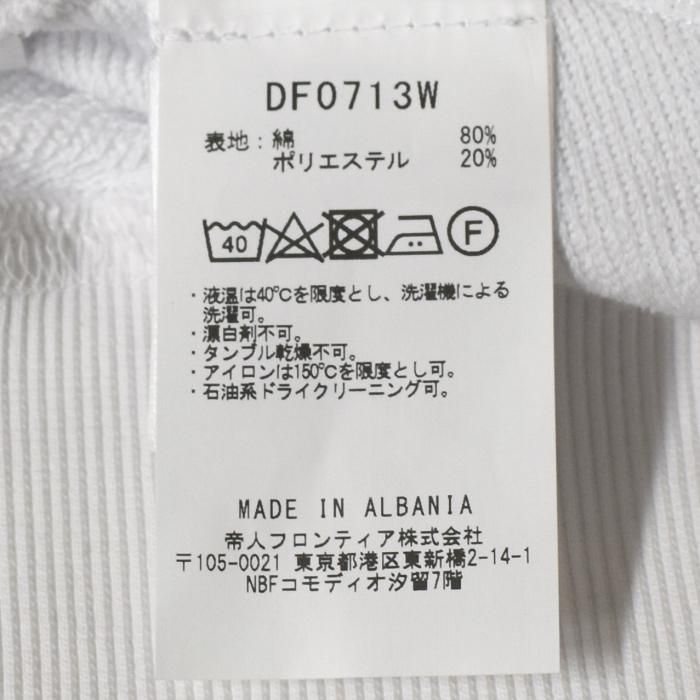 DF0713W
表地：綿 80%
ポリエステル 20%
40 F
・液温は40℃を限度とし、洗濯機による
洗濯可。
・漂白剤不可。
・タンブル乾燥不可。
・アイロンは150℃を限度とし可。
・石油系ドライクリーニング可。
MADE IN ALBANIA
帝人フロンティア株式会社
〒105-0021 東京都港区東新橋2-14-1
NBFコモディオ汐留7階